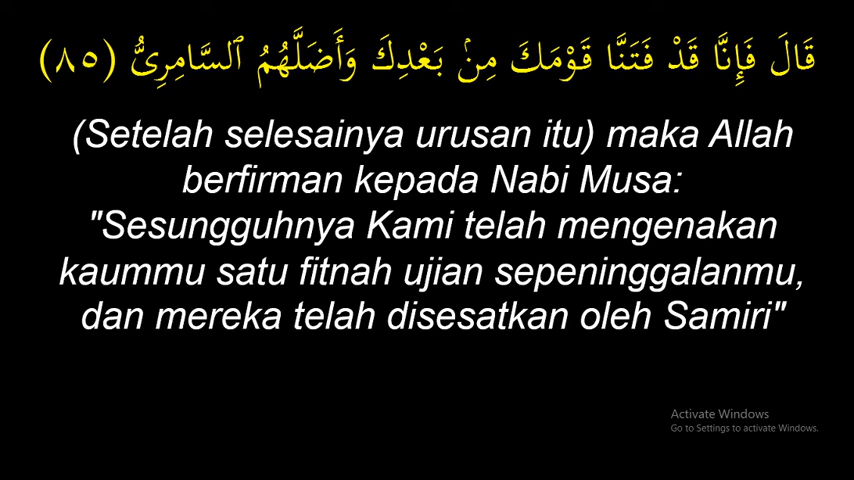 قَالَ فَإِنَّا قَدْ فَتَنَّا قَوْمَكَ مِنۢ بَعْدِكَ وَأَضَلَّهُمُ ٱلسَّامِرِىُّ (٨٥)
(Setelah selesainya urusan itu) maka Allah
berfirman kepada Nabi Musa:
"Sesungguhnya Kami telah mengenakan
kaummu satu fitnah ujian sepeninggalanmu,
dan mereka telah disesatkan oleh Samiri"
Activate Windows
Go to Settings to activate Windows.